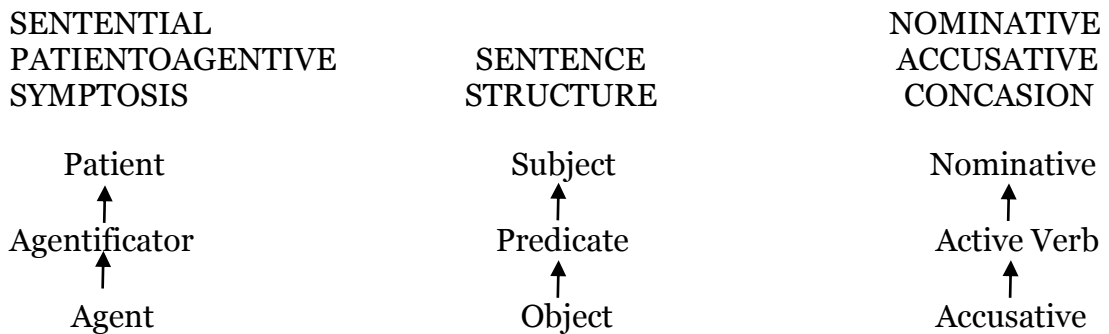 SENTENTIAL NOMINATIVE
PATIENTOAGENTIVE SENTENCE ACCUSATIVE
SYMPTOSIS STRUCTURE CONCASION
Patient Subject Nominative
Agentificator Predicate Active Verb
Agent Object Accusative